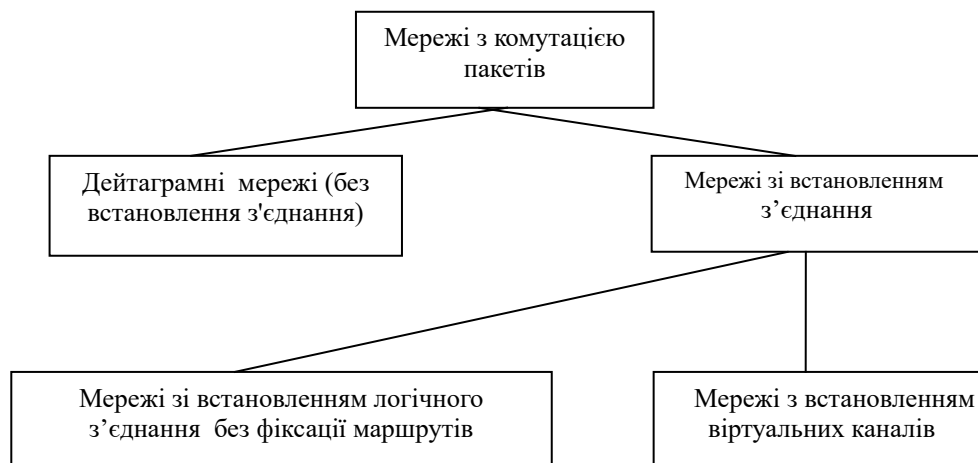 Мережі з комутацією
пакетів
Дейтаграмні мережі (без
встановлення з'єднання)
Мережі зі встановленням
з’єднання
Мережі зі встановленням логічного
з’єднання без фіксації маршрутів
Мережі з встановленням
віртуальних каналів